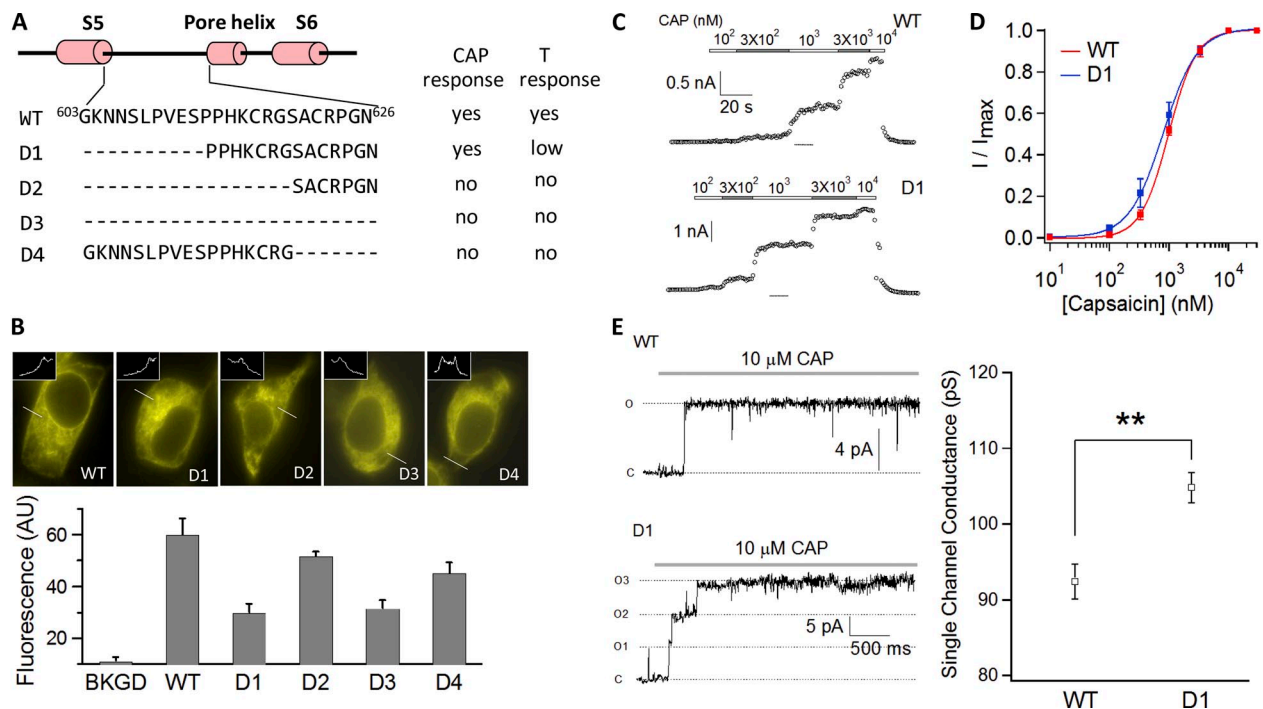 A
S5 Pore helix S6
CAP response T response
WT 603GKNNSLPVESPPHKCRGSACRPGN626 yes yes
D1 -----------PPHKCRGSACRPGN yes low
D2 ------------------SACRPGN no no
D3 ------------------------ no no
D4 GKNNSLPVESPPHKCRG------- no no
B
WT D1 D2 D3 D4
Fluorescence (AU)
60
40
20
BKGD WT D1 D2 D3 D4
C
CAP (nM) WT
10² 3X10² 10³ 3X10³ 10⁴
0.5 nA
20 s
D1
10² 3X10² 10³ 3X10³ 10⁴
1 nA
D
WT
D1
I / Imax
1.0
0.8
0.6
0.4
0.2
0.0
10¹ 10² 10³ 10⁴
[Capsaicin] (nM)
E
WT
10 μM CAP
O
4 pA
C
D1
10 μM CAP
O3
O2
5 pA
500 ms
O1
C
Single Channel Conductance (pS)
120
110
100
90
80
**
WT D1